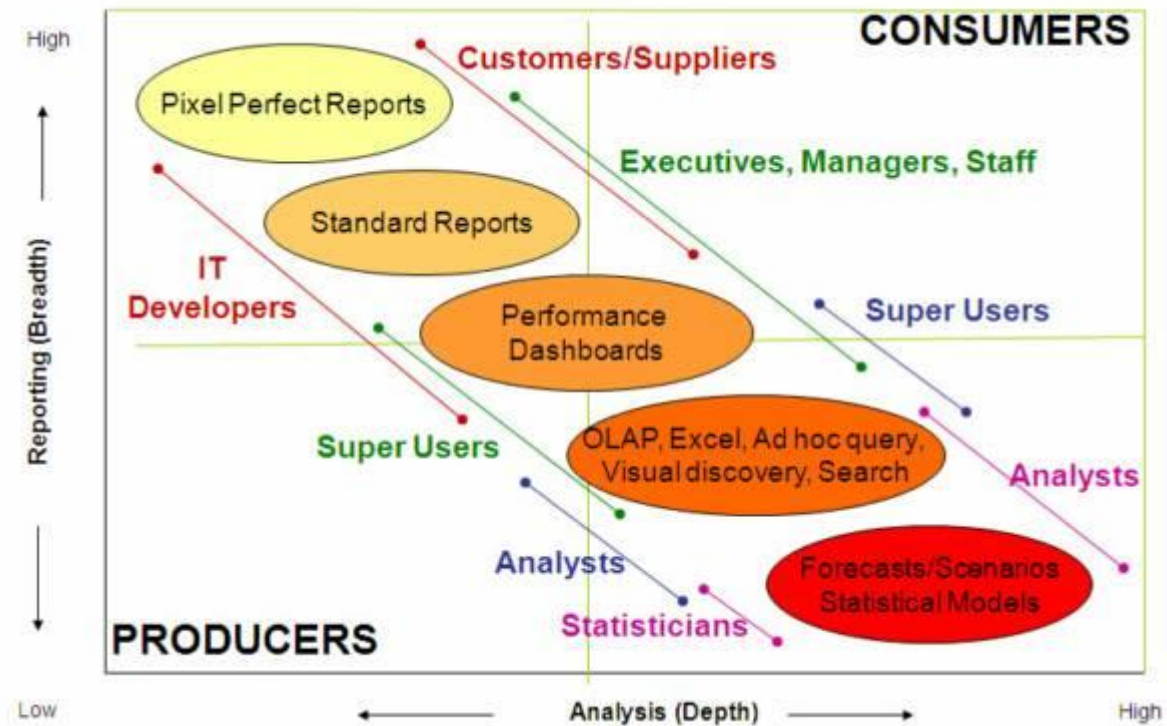 CONSUMERS
High
Customers/Suppliers
Pixel Perfect Reports
Executives, Managers, Staff
Standard Reports
IT
Developers
Performance
Dashboards
Super Users
Reporting (Breadth)
Super Users
OLAP, Excel, Ad hoc query,
Visual discovery, Search
Analysts
Analysts
Forecasts/Scenarios
Statistical Models
Statisticians
PRODUCERS
Low
Analysis (Depth)
High